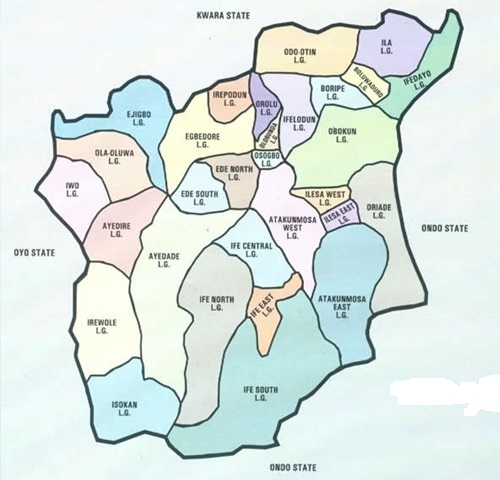 KWARA STATE
ODO-OTIN
L.G.
ILA
L.G.
IFEDAYO
L.G.
BOLUWADURO
L.G.
BORIPE
L.G.
IREPODUN
L.G.
OROLU
L.G.
IFELODUN
L.G.
OLORUNDA
L.G.
OSOGBO
L.G.
OBOKUN
L.G.
EJIGBO
L.G.
EGBEDORE
L.G.
OLA-OLUWA
L.G.
IWO
L.G.
EDE NORTH
L.G.
EDE SOUTH
L.G.
ILESA WEST
L.G.
ILESA EAST
L.G.
ORIADE
L.G.
AYEDIRE
L.G.
ATAKUNMOSA
WEST
L.G.
ONDO STATE
OYO STATE
AYEDADE
L.G.
IFE CENTRAL
L.G.
IFE NORTH
L.G.
IFE EAST
L.G.
ATAKUNMOSA
EAST
L.G.
IREWOLE
L.G.
IFE SOUTH
L.G.
ISOKAN
L.G.
ONDO STATE